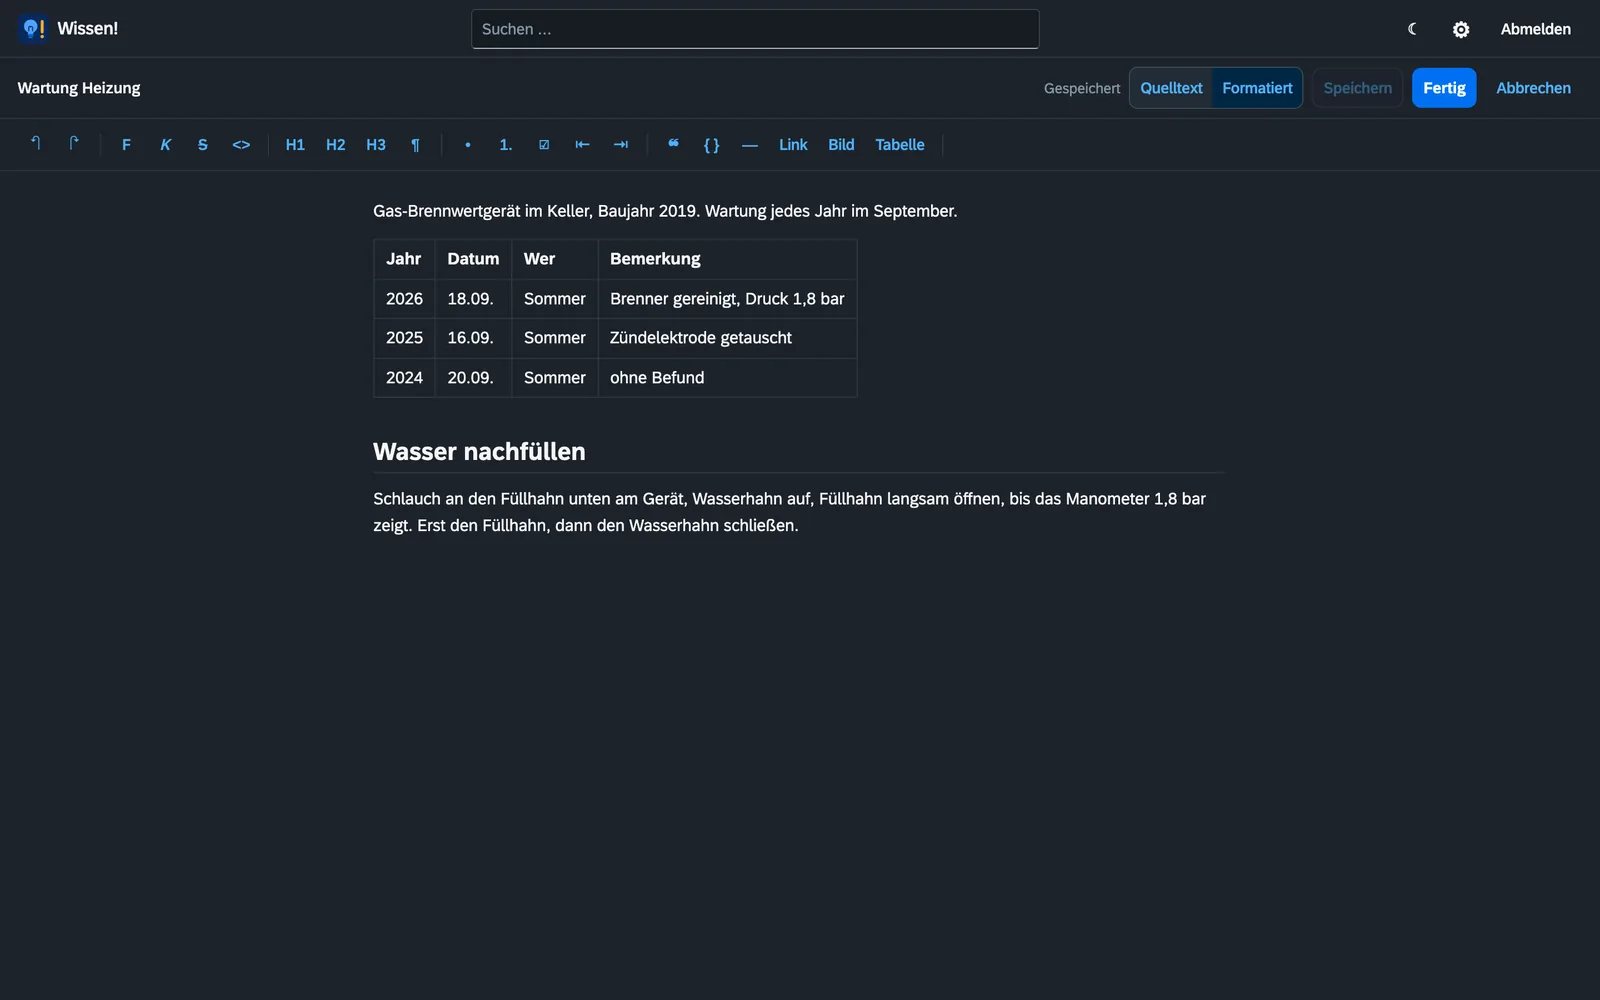 Wissen!
Suchen ...
Abmelden
Wartung Heizung
Gespeichert Quelltext Formatiert Speichern Fertig Abbrechen
F K S <> H1 H2 H3 ¶ • 1. ☑ ⇤ ⇥ ❝ {} — Link Bild Tabelle
Gas-Brennwertgerät im Keller, Baujahr 2019. Wartung jedes Jahr im September.
Jahr Datum Wer Bemerkung
2026 18.09. Sommer Brenner gereinigt, Druck 1,8 bar
2025 16.09. Sommer Zündelektrode getauscht
2024 20.09. Sommer ohne Befund
Wasser nachfüllen
Schlauch an den Füllhahn unten am Gerät, Wasserhahn auf, Füllhahn langsam öffnen, bis das Manometer 1,8 bar
zeigt. Erst den Füllhahn, dann den Wasserhahn schließen.